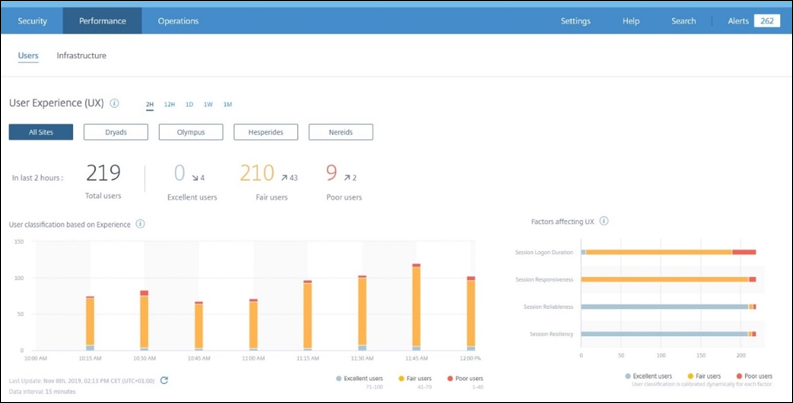 Security Performance Operations Settings Help Search Alerts 262
Users Infrastructure
User Experience (UX) 2H 12H 1D 1W 1M
All Sites Dryads Olympus Hesperides Nereids
In last 2 hours : 219 0 4 210 43 9 2
Total users Excellent users Fair users Poor users
User classification based on Experience
150
100
50
0
10:00 AM 10:15 AM 10:30 AM 10:45 AM 11:00 AM 11:15 AM 11:30 AM 11:45 AM 12:00 PM
Last Update: Nov 8th, 2019, 02:13 PM CET (UTC+01:00)
Data Interval: 15 minutes
Excellent users Fair users Poor users
71-100 41-70 1-40
Factors affecting UX
Session Logon Duration
Session Responsiveness
Session Reliableness
Session Resiliency
0 50 100 150 200
Excellent users Fair users Poor users
User classification is calibrated dynamically for each factor